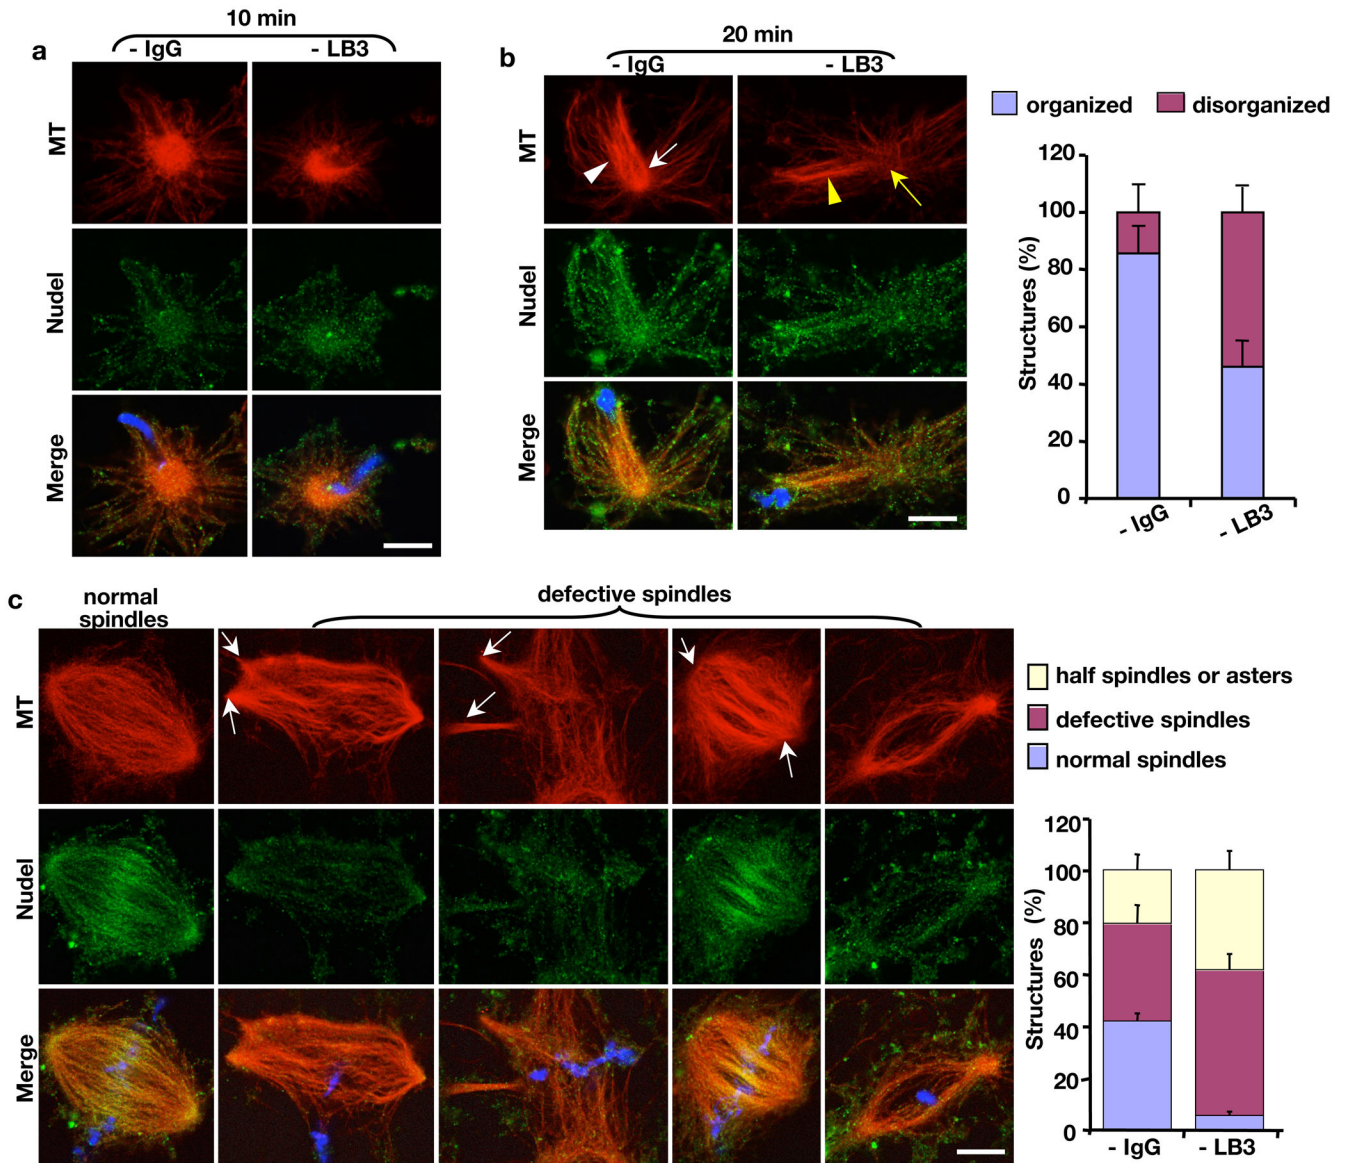 a
10 min
- IgG
- LB3
MT
Nudel
Merge
b
20 min
- IgG
- LB3
MT
Nudel
Merge
organized
disorganized
Structures (%)
120
100
80
60
40
20
0
- IgG
- LB3
c
normal
spindles
defective spindles
MT
Nudel
Merge
half spindles or asters
defective spindles
normal spindles
Structures (%)
120
100
80
60
40
20
0
- IgG
- LB3